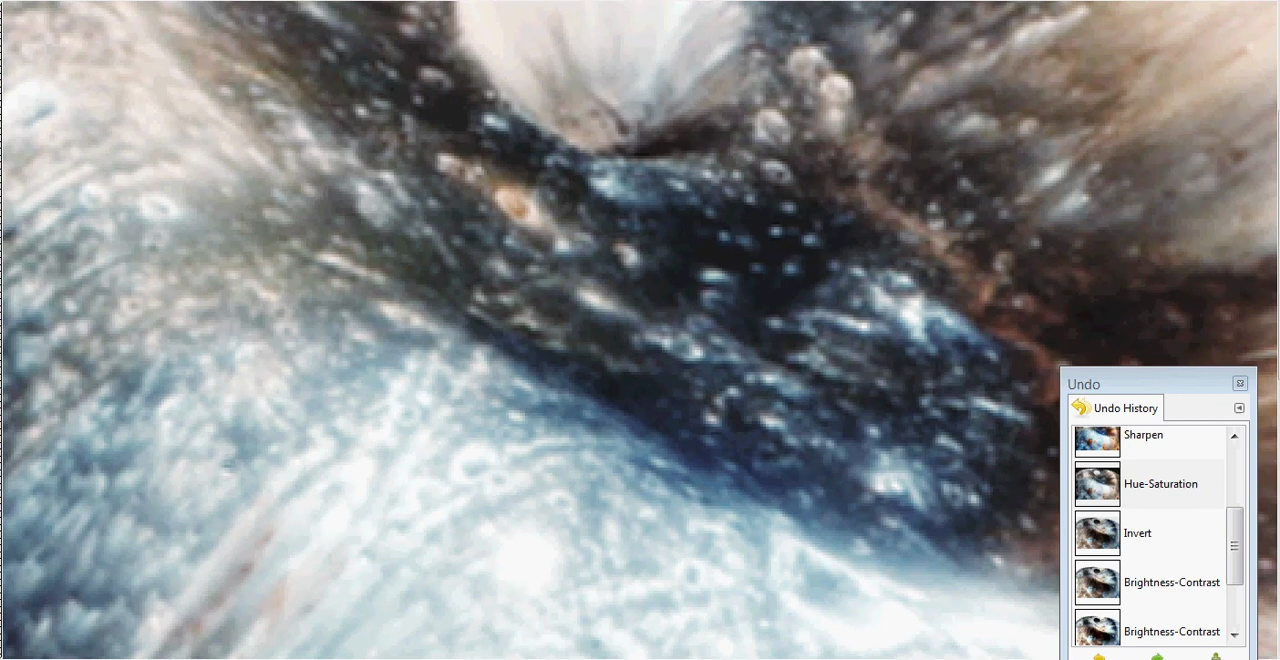 Undo
Undo History
Sharpen
Hue-Saturation
Invert
Brightness-Contrast
Brightness-Contrast